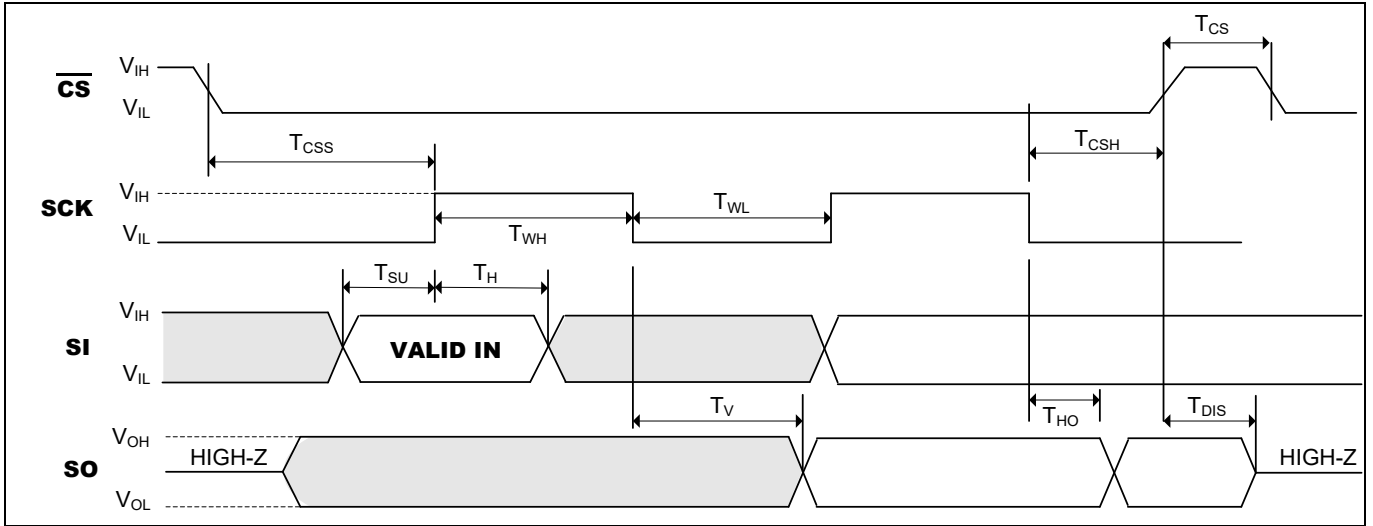 T_CS
V_IH
CS
V_IL
T_CSS
T_CSH
V_IH
SCK
T_WL
V_IL
T_WH
T_SU
T_H
V_IH
SI
VALID IN
V_IL
T_V
T_HO
T_DIS
V_OH
HIGH-Z
HIGH-Z
SO
V_OL